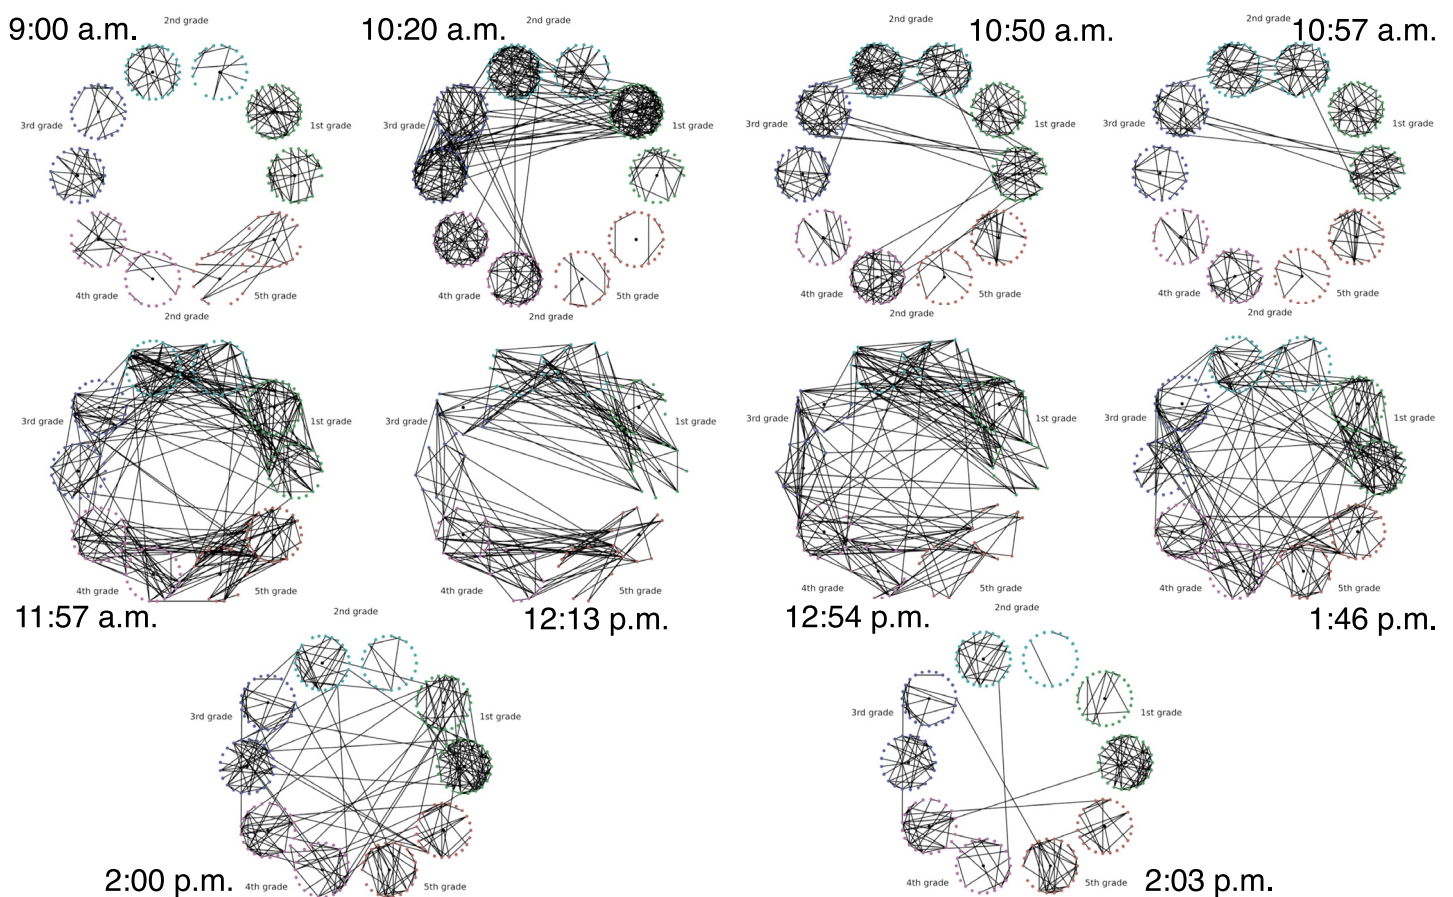 2nd grade
2nd grade
2nd grade
9:00 a.m.
10:20 a.m.
10:50 a.m.
10:57 a.m.
3rd grade
1st grade
3rd grade
1st grade
3rd grade
1st grade
3rd grade
1st grade
4th grade
5th grade
4th grade
5th grade
4th grade
5th grade
4th grade
5th grade
2nd grade
2nd grade
2nd grade
2nd grade
3rd grade
1st grade
3rd grade
1st grade
3rd grade
1st grade
3rd grade
1st grade
4th grade
5th grade
4th grade
5th grade
4th grade
5th grade
4th grade
5th grade
11:57 a.m.
12:13 p.m.
12:54 p.m.
1:46 p.m.
2nd grade
2nd grade
3rd grade
1st grade
3rd grade
1st grade
4th grade
5th grade
4th grade
5th grade
2:00 p.m.
2:03 p.m.